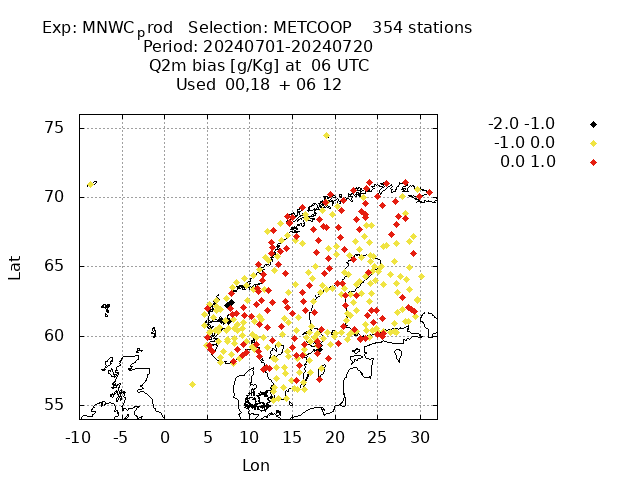 Exp: MNWCprod Selection: METCOOP 354 stations
Period: 20240701-20240720
Q2m bias [g/Kg] at 06 UTC
Used 00,18 + 06 12
-2.0 -1.0
-1.0 0.0
0.0 1.0
75
70
65
60
55
Lat
-10 -5 0 5 10 15 20 25 30
Lon